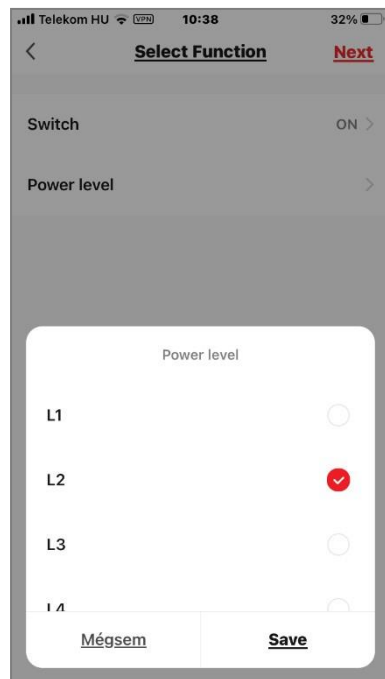 Telekom HU VPN 10:38 32%
Select Function Next
Switch ON
Power level
Power level
L1
L2
L3
L4
Mégsem Save